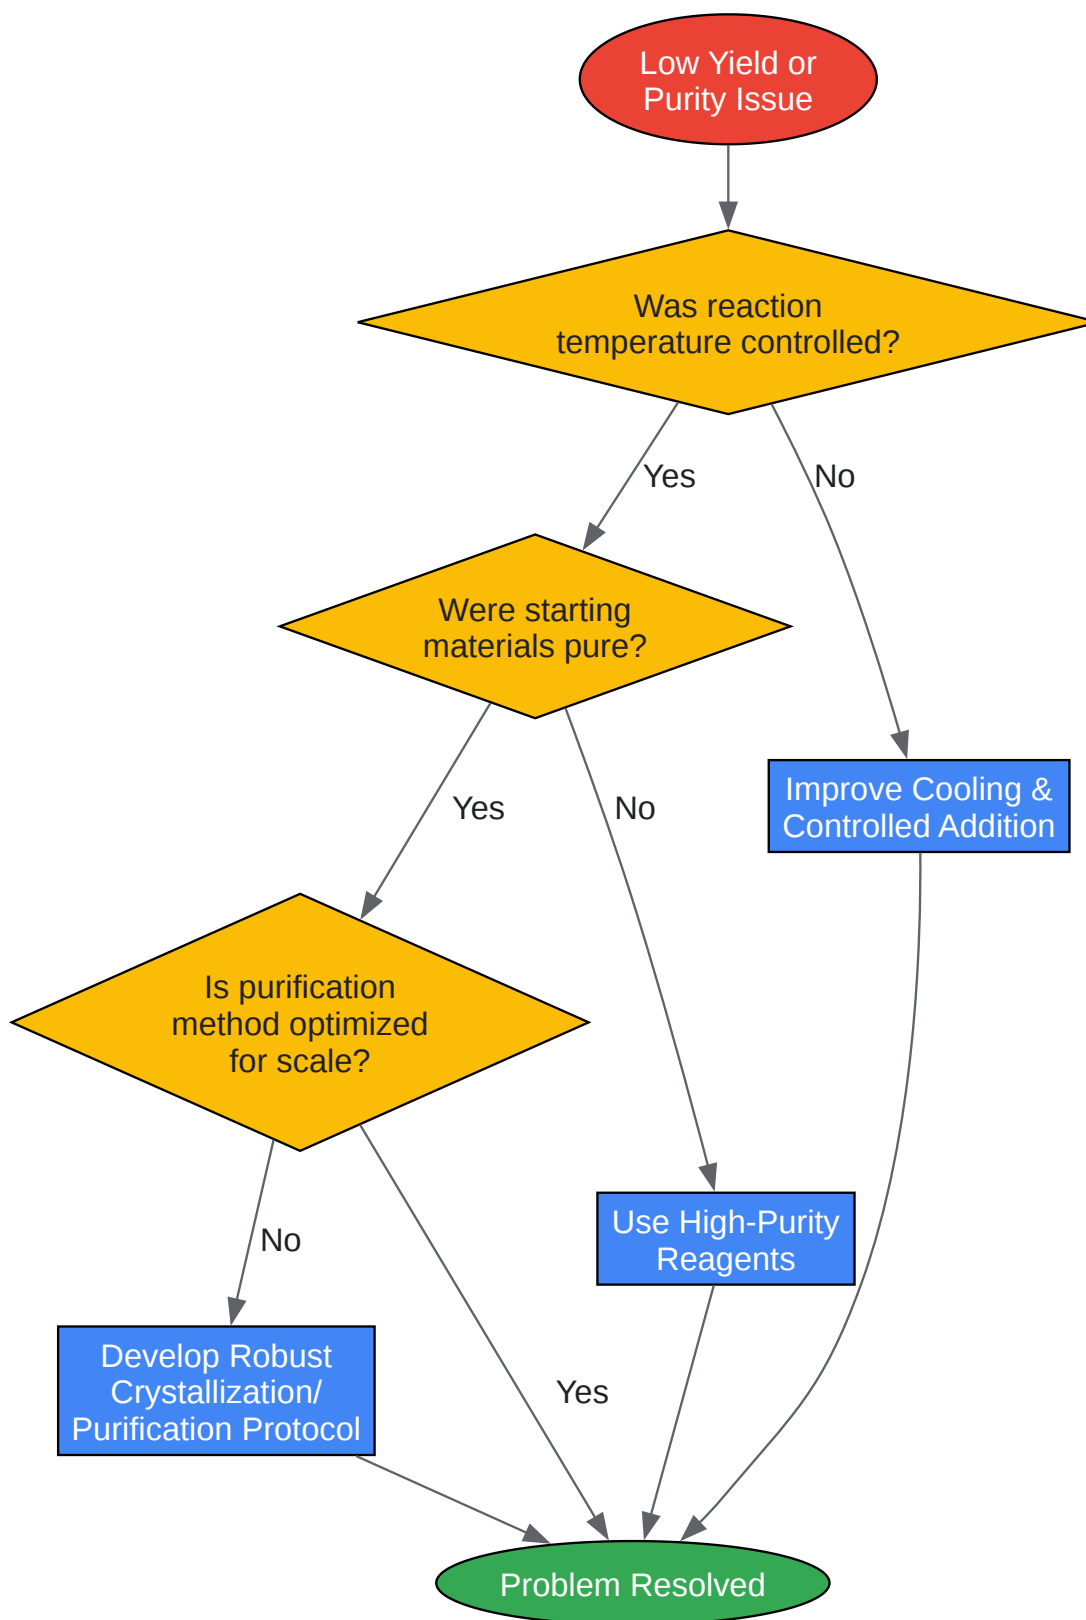 Low Yield or
Purity Issue
Was reaction
temperature controlled?
Yes
No
Were starting
materials pure?
Improve Cooling &
Controlled Addition
Yes
No
Is purification
method optimized
for scale?
Use High-Purity
Reagents
No
Develop Robust
Crystallization/
Purification Protocol
Yes
Problem Resolved